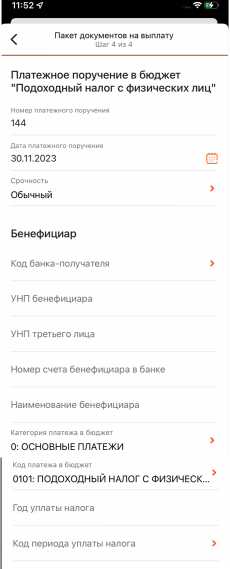 11:52
Пакет документов на выплату
Шаг 4 из 4
Платежное поручение в бюджет
"Подоходный налог с физических лиц"
Номер платежного поручения
144
Дата платежного поручения
30.11.2023
Срочность
Обычный
Бенефициар
Код банка-получателя
УНП бенефициара
УНП третьего лица
Номер счета бенефициара в банке
Наименование бенефициара
Категория платежа в бюджет
0: ОСНОВНЫЕ ПЛАТЕЖИ
Код платежа в бюджет
0101: ПОДОХОДНЫЙ НАЛОГ С ФИЗИЧЕСК...
Год уплаты налога
Код периода уплаты налога